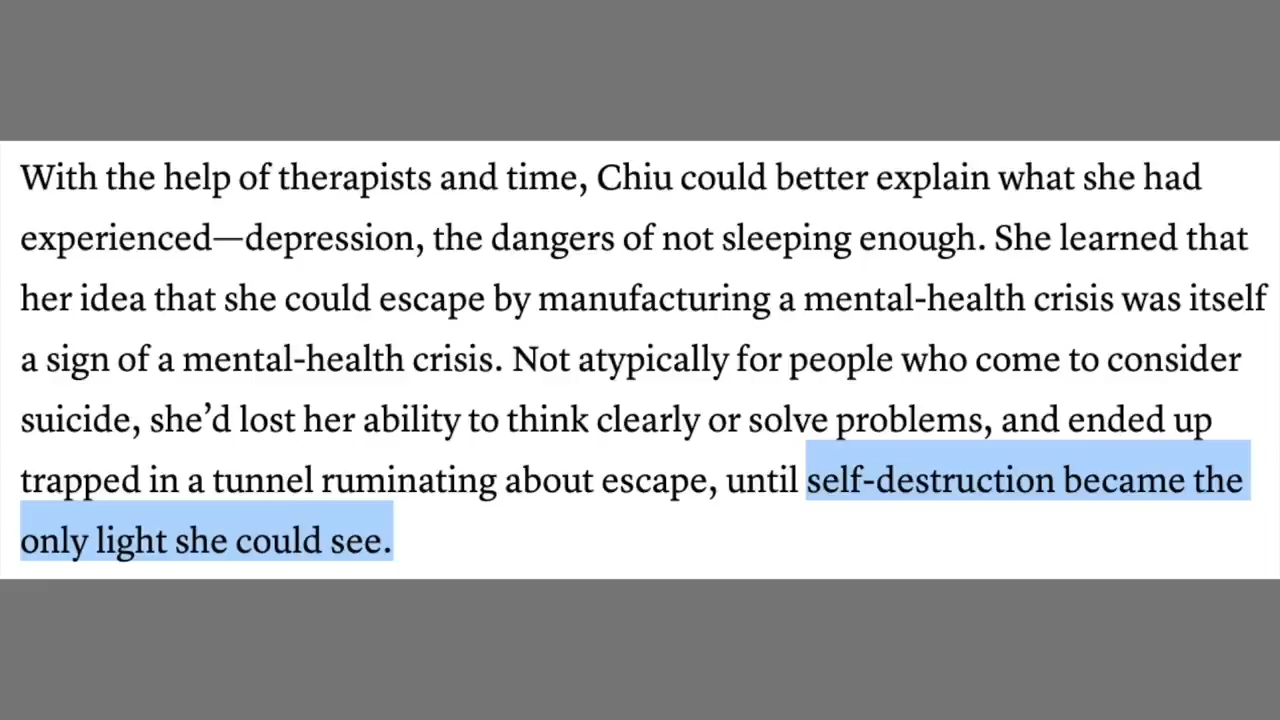 With the help of therapists and time, Chiu could better explain what she had
experienced—depression, the dangers of not sleeping enough. She learned that
her idea that she could escape by manufacturing a mental-health crisis was itself
a sign of a mental-health crisis. Not atypically for people who come to consider
suicide, she’d lost her ability to think clearly or solve problems, and ended up
trapped in a tunnel ruminating about escape, until self-destruction became the
only light she could see.